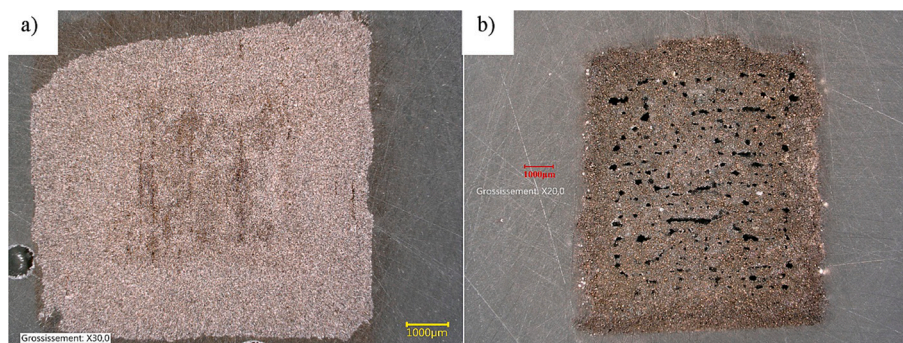 a)
Grossissement: X30,0
1000μm
b)
1000μm
Grossissement: X20,0